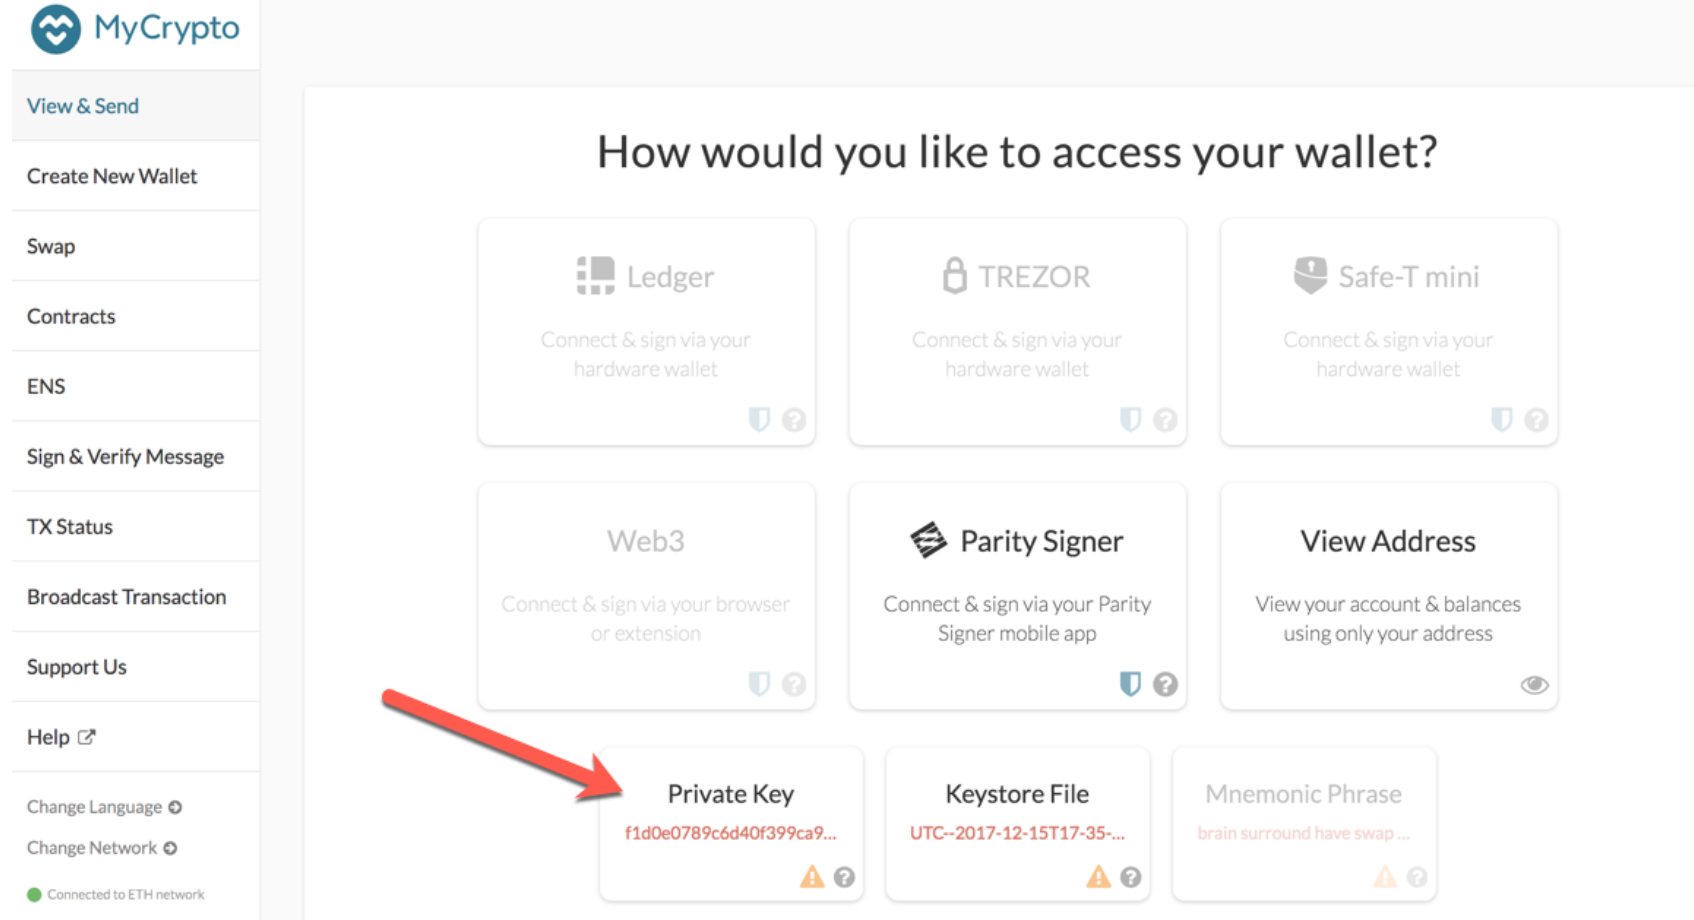 MyCrypto
View & Send
Create New Wallet
Swap
Contracts
ENS
Sign & Verify Message
TX Status
Broadcast Transaction
Support Us
Help
Change Language
Change Network
Connected to ETH network
How would you like to access your wallet?
Ledger
Connect & sign via your
hardware wallet
TREZOR
Connect & sign via your
hardware wallet
Safe-T mini
Connect & sign via your
hardware wallet
Web3
Connect & sign via your browser
or extension
Parity Signer
Connect & sign via your Parity
Signer mobile app
View Address
View your account & balances
using only your address
Private Key
f1d0e0789c6d40f399ca9...
Keystore File
UTC--2017-12-15T17-35-...
Mnemonic Phrase
brain surround have swap ...